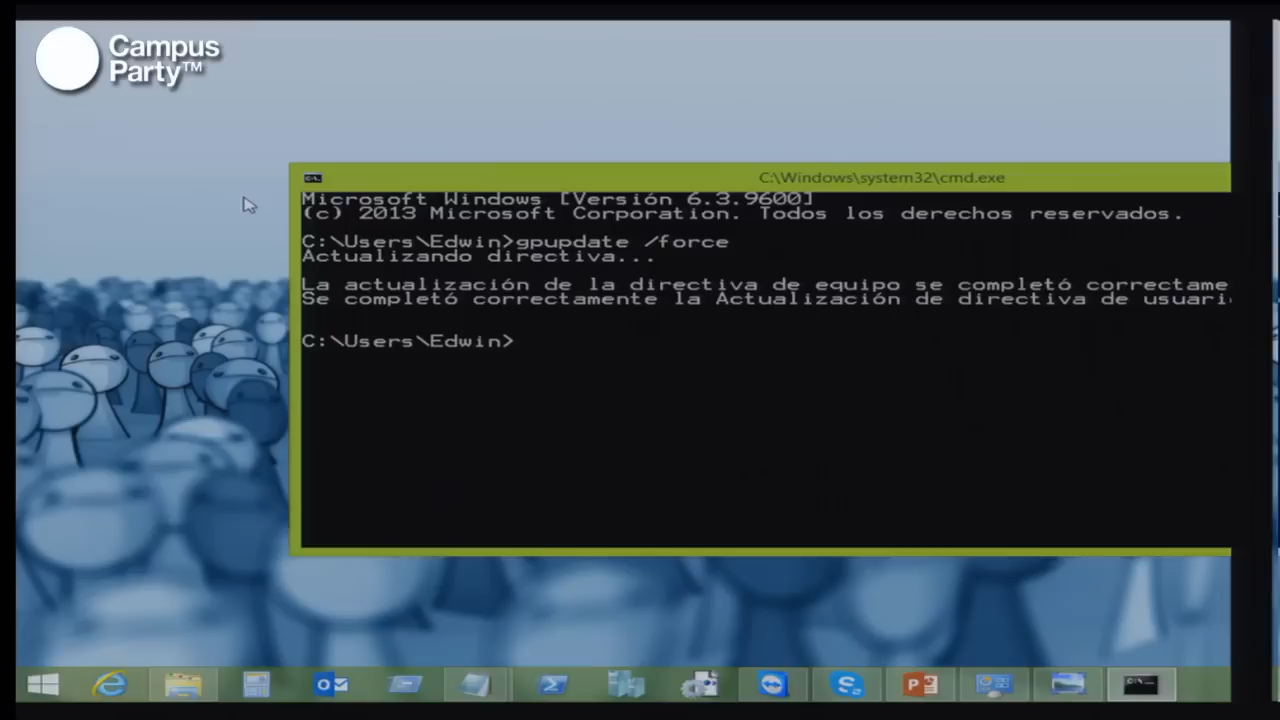 Campus
Party™
C:\Windows\system32\cmd.exe
Microsoft Windows [Versión 6.3.9600]
(c) 2013 Microsoft Corporation. Todos los derechos reservados.
C:\Users\Edwin>gpupdate /force
Actualizando directiva...
La actualización de la directiva de equipo se completó correctame
Se completó correctamente la Actualización de directiva de usuari
C:\Users\Edwin>